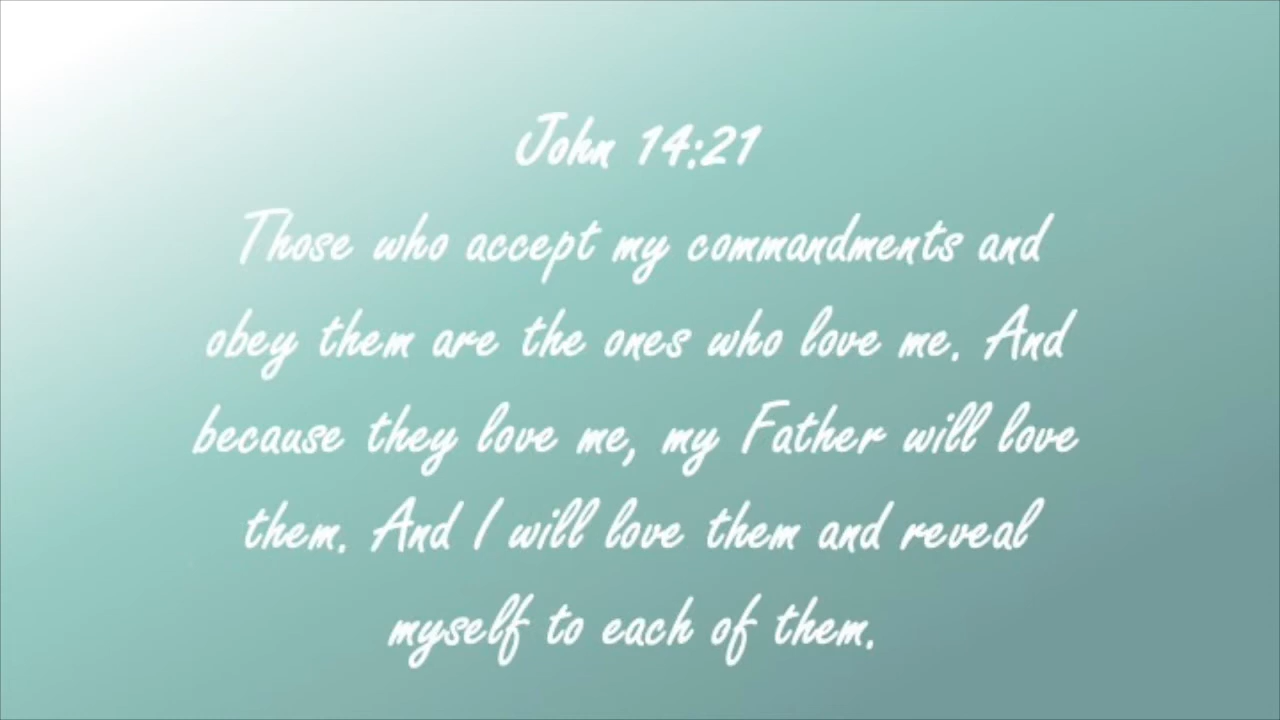 John 14:21
Those who accept my commandments and
obey them are the ones who love me. And
because they love me, my Father will love
them. And I will love them and reveal
myself to each of them.